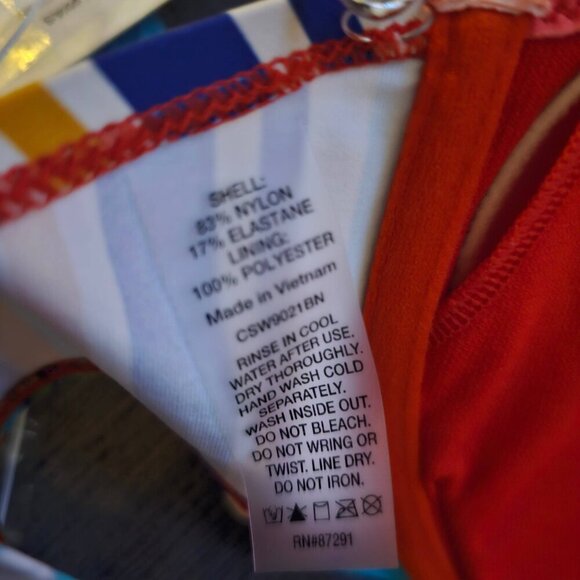 SHELL:
83% NYLON
17% ELASTANE
LINING:
100% POLYESTER
Made in Vietnam
CSW9021BN
RINSE IN COOL
WATER AFTER USE.
DRY THOROUGHLY.
HAND WASH COLD
SEPARATELY.
WASH INSIDE OUT.
DO NOT BLEACH.
DO NOT WRING OR
TWIST. LINE DRY.
DO NOT IRON.
RN#87291